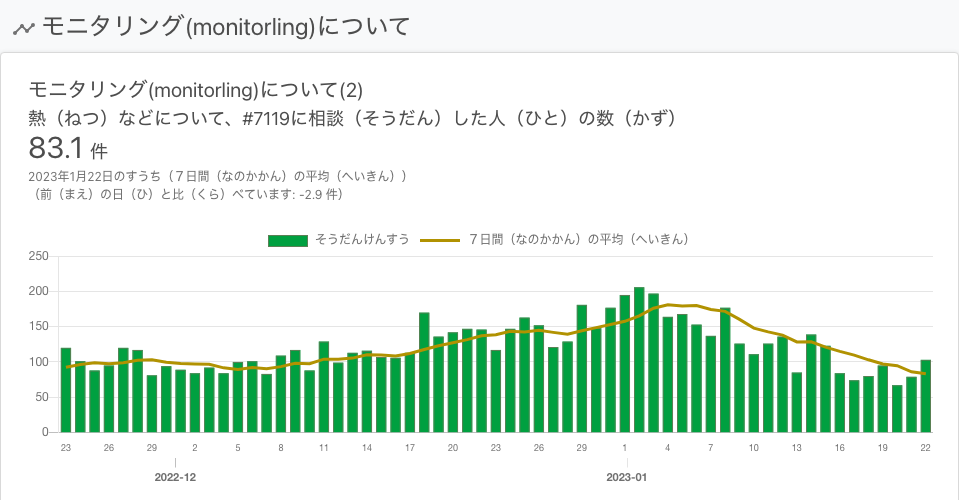 モニタリング(monitorling)について
モニタリング(monitorling)について(2)
熱（ねつ）などについて、#7119に相談（そうだん）した人（ひと）の数（かず）
83.1 件
2023年1月22日のすうち（７日間（なのかかん）の平均（へいきん））
（前（まえ）の日（ひ）と比（くら）べています: -2.9 件）
そうだんけんすう ７日間（なのかかん）の平均（へいきん）
250
200
150
100
50
0
23 26 29 2 5 8 11 14 17 20 23 26 29 1 4 7 10 13 16 19 22
2022-12 2023-01